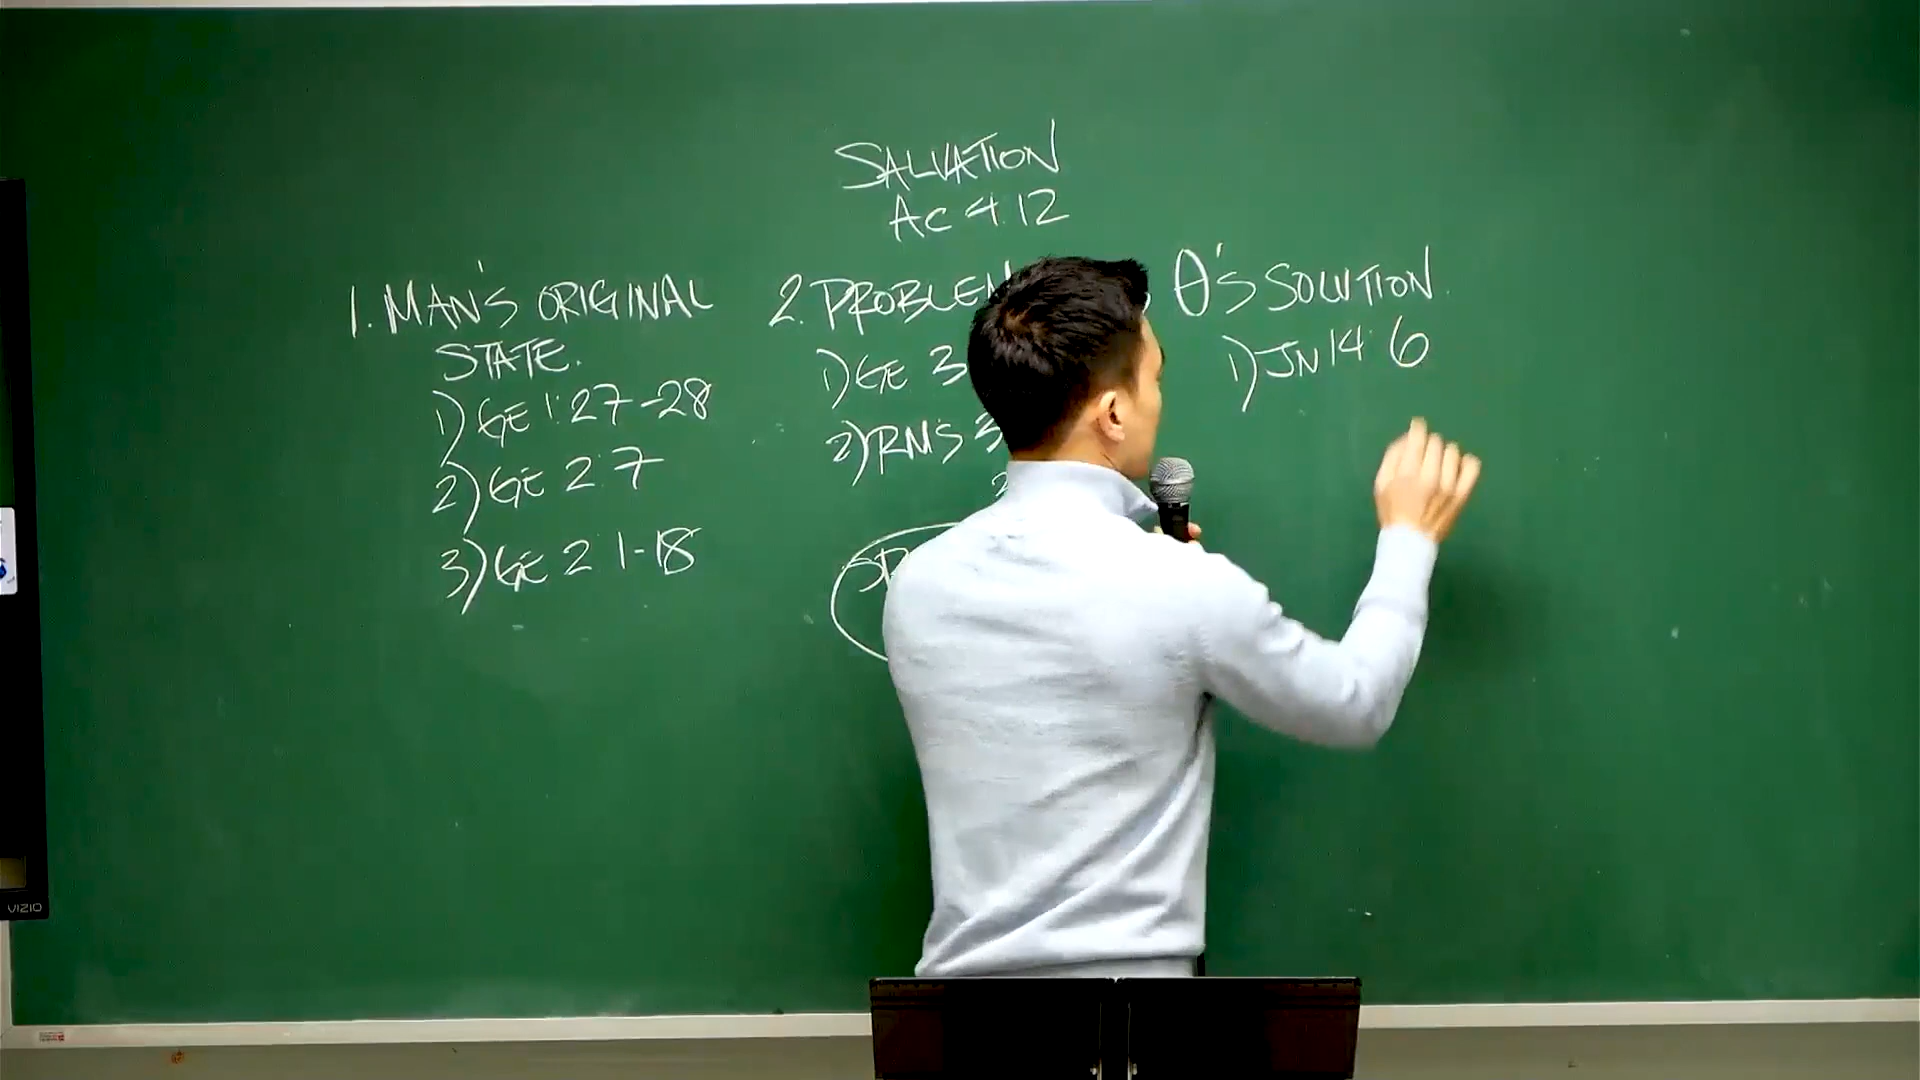 SALVATION
Ac 4:12
1. MAN'S ORIGINAL
STATE.
1) GE 1:27-28
2) GE 2:7
3) GE 2 1-18
2. PROBLEM
1) GE 3
2) RMS 3
θ's SOLUTION.
1) JN 14:6
VIZIO